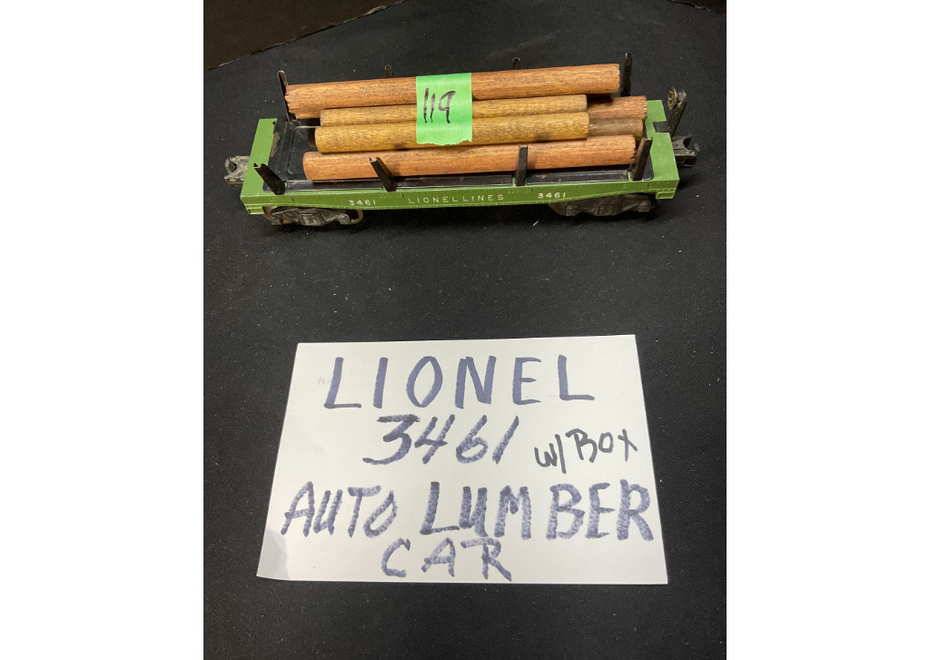 119
3461 LIONEL LINES 3461
LIONEL
3461 w/ BOX
AUTO LUMBER
CAR